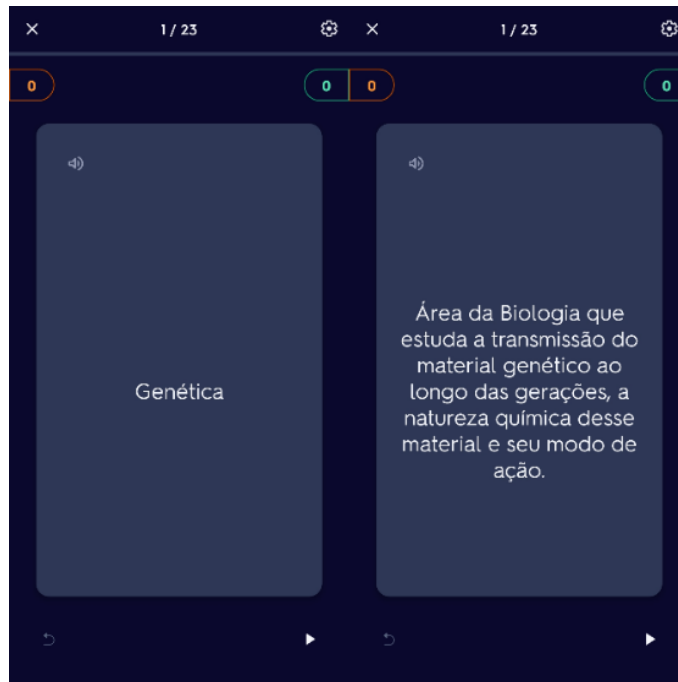 1 / 23
0
0
Genética
1 / 23
0
0
Área da Biologia que
estuda a transmissão do
material genético ao
longo das gerações, a
natureza química desse
material e seu modo de
ação.